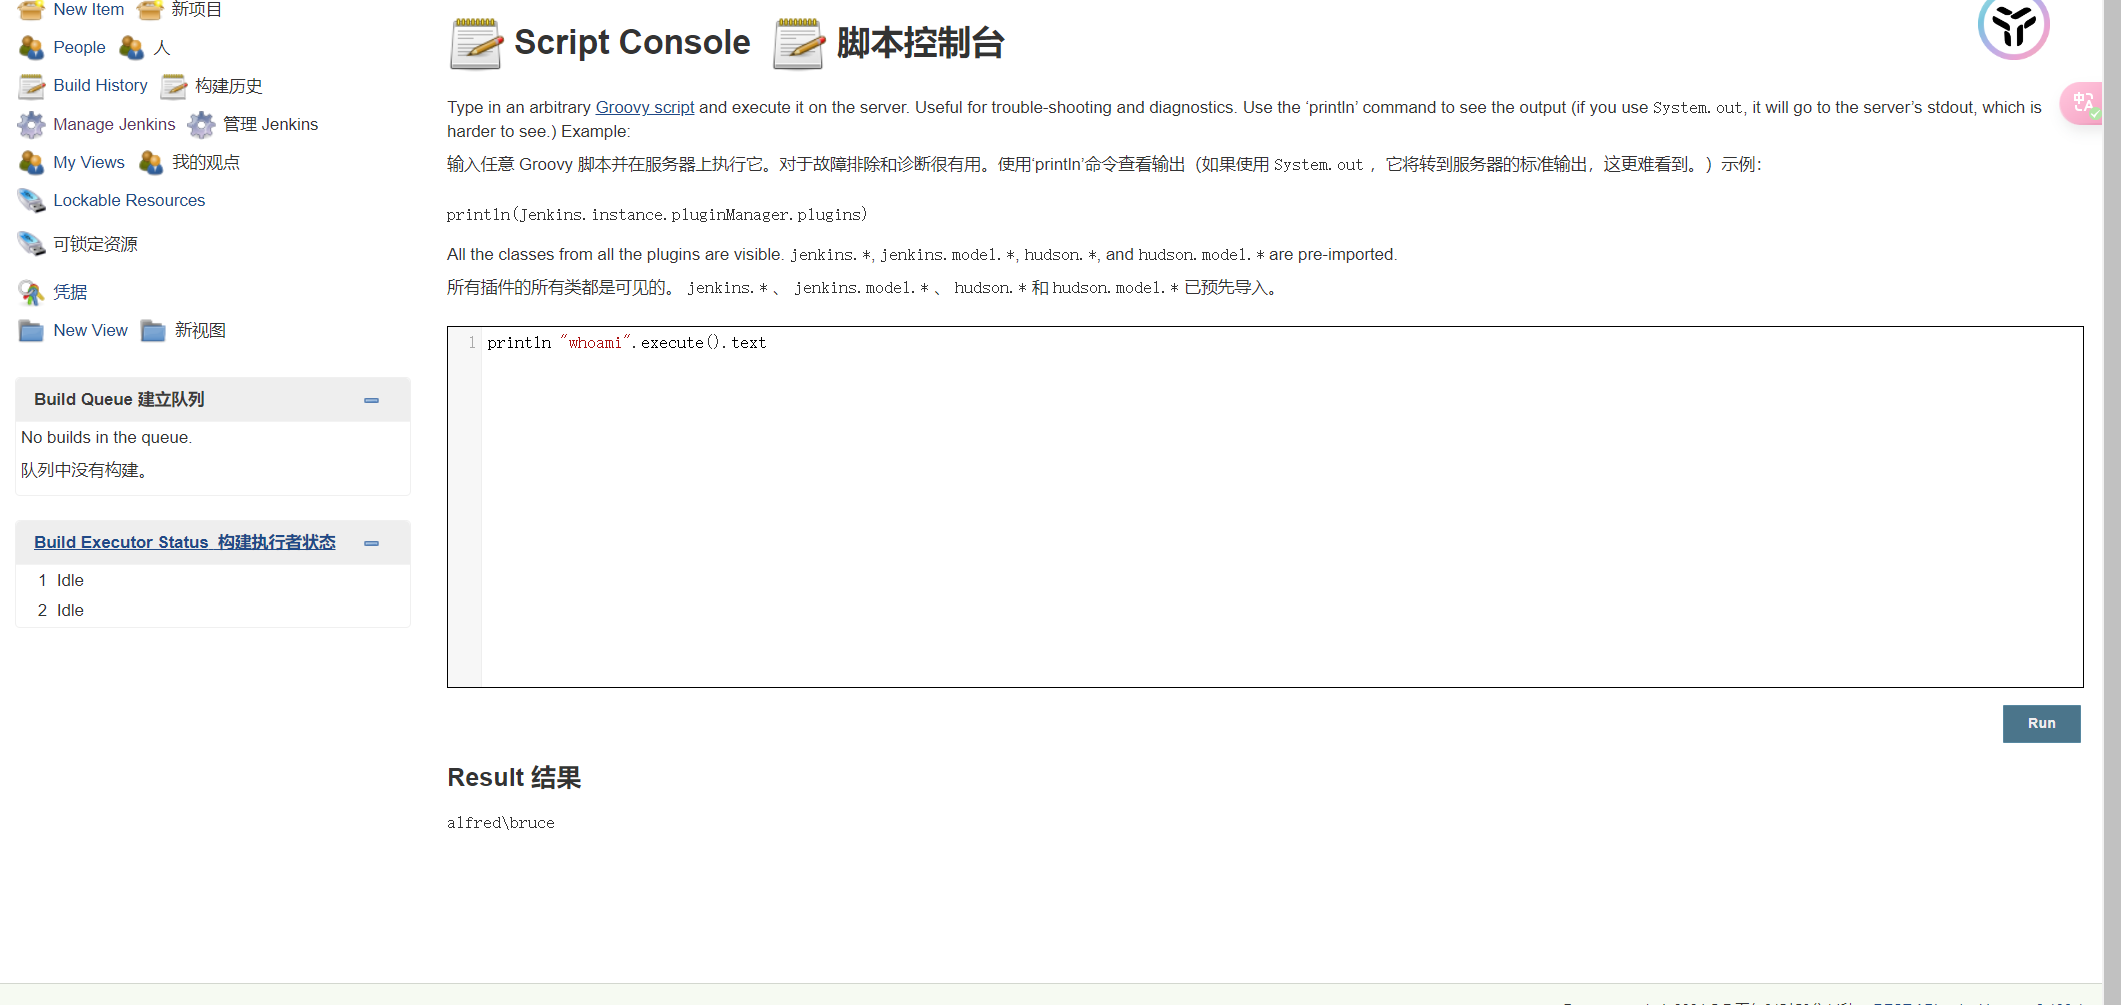 New Item 新项目
People 人
Build History 构建历史
Manage Jenkins 管理 Jenkins
My Views 我的观点
Lockable Resources
可锁定资源
凭据
New View 新视图
Build Queue 建立队列
No builds in the queue.
队列中没有构建。
Build Executor Status 构建执行者状态
1 Idle
2 Idle
Script Console 脚本控制台
Type in an arbitrary Groovy script and execute it on the server. Useful for trouble-shooting and diagnostics. Use the ‘println’ command to see the output (if you use System.out, it will go to the server’s stdout, which is
harder to see.) Example:
输入任意 Groovy 脚本并在服务器上执行它。对于故障排除和诊断很有用。使用‘println’命令查看输出（如果使用 System.out ，它将转到服务器的标准输出，这更难看到。）示例：
println(Jenkins.instance.pluginManager.plugins)
All the classes from all the plugins are visible. jenkins.*, jenkins.model.*, hudson.*, and hudson.model.* are pre-imported.
所有插件的所有类都是可见的。 jenkins.* 、 jenkins.model.* 、 hudson.* 和 hudson.model.* 已预先导入。
1 println "whoami".execute().text
Run
Result 结果
alfred\bruce